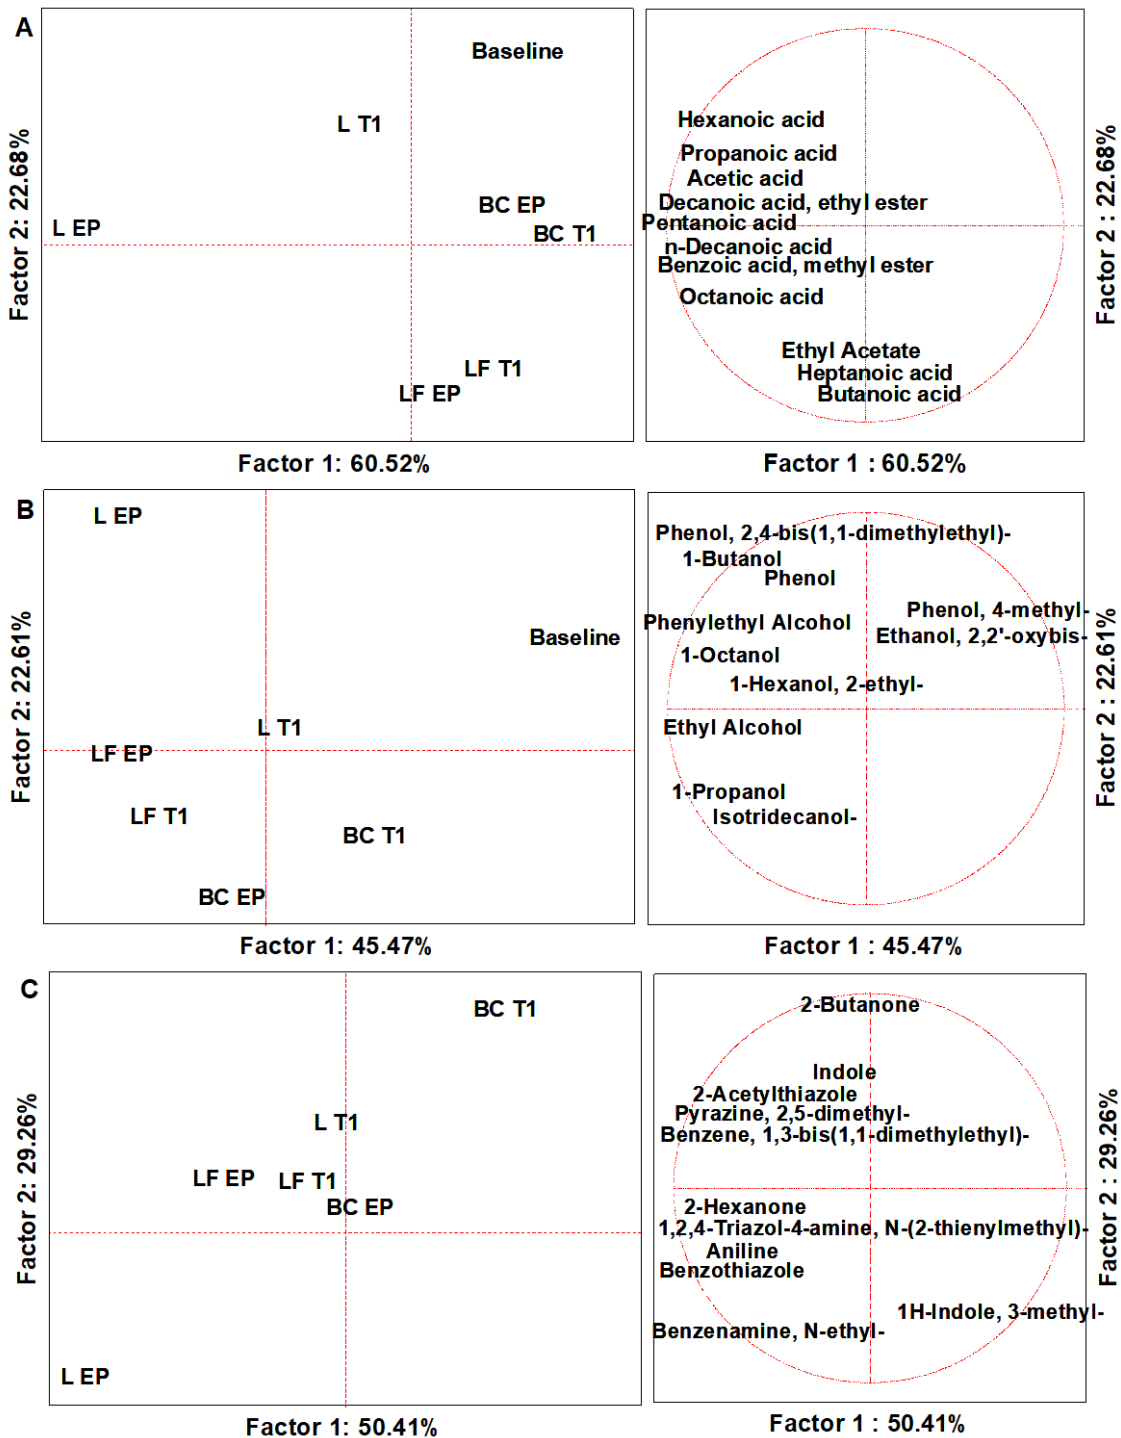 A
Baseline
L T1
BC EP
BC T1
L EP
LF T1
LF EP
Factor 2: 22.68%
Factor 1: 60.52%
Hexanoic acid
Propanoic acid
Acetic acid
Decanoic acid, ethyl ester
Pentanoic acid
n-Decanoic acid
Benzoic acid, methyl ester
Octanoic acid
Ethyl Acetate
Heptanoic acid
Butanoic acid
Factor 2 : 22.68%
Factor 1 : 60.52%
B
L EP
Baseline
L T1
LF EP
LF T1
BC T1
BC EP
Factor 2: 22.61%
Factor 1: 45.47%
Phenol, 2,4-bis(1,1-dimethylethyl)-
1-Butanol
Phenol
Phenol, 4-methyl-
Phenylethyl Alcohol
Ethanol, 2,2'-oxybis-
1-Octanol
1-Hexanol, 2-ethyl-
Ethyl Alcohol
1-Propanol
Isotridecanol-
Factor 2 : 22.61%
Factor 1 : 45.47%
C
BC T1
L T1
LF EP
LF T1
BC EP
L EP
Factor 2: 29.26%
Factor 1: 50.41%
2-Butanone
Indole
2-Acetylthiazole
Pyrazine, 2,5-dimethyl-
Benzene, 1,3-bis(1,1-dimethylethyl)-
2-Hexanone
1,2,4-Triazol-4-amine, N-(2-thienylmethyl)-
Aniline
Benzothiazole
1H-Indole, 3-methyl-
Benzenamine, N-ethyl-
Factor 2 : 29.26%
Factor 1 : 50.41%